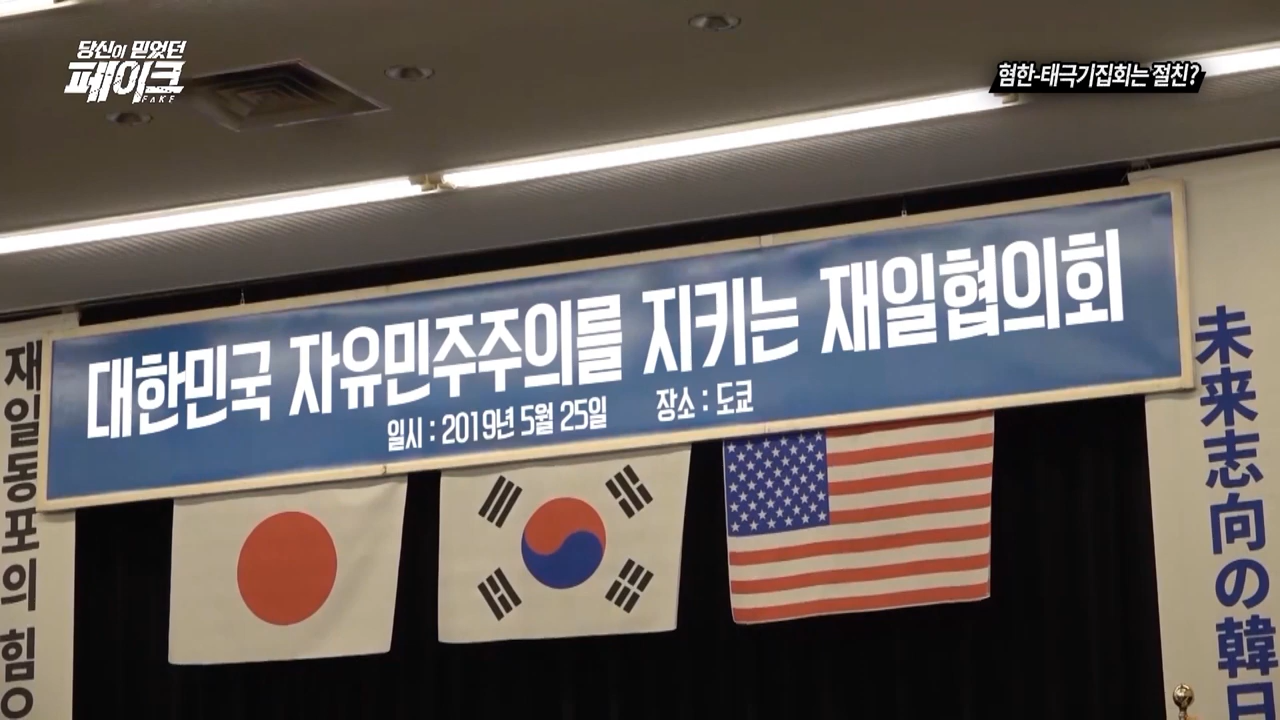 당신이 믿었던
페이크
FAKE
혐한-태극기집회는 절친?
대한민국 자유민주주의를 지키는 재일협의회
일시 : 2019년 5월 25일 장소 : 도쿄
재일동포의 힘으
未来志向の韓日